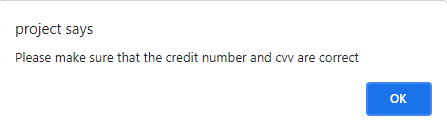 project says
Please make sure that the credit number and cvv are correct
OK